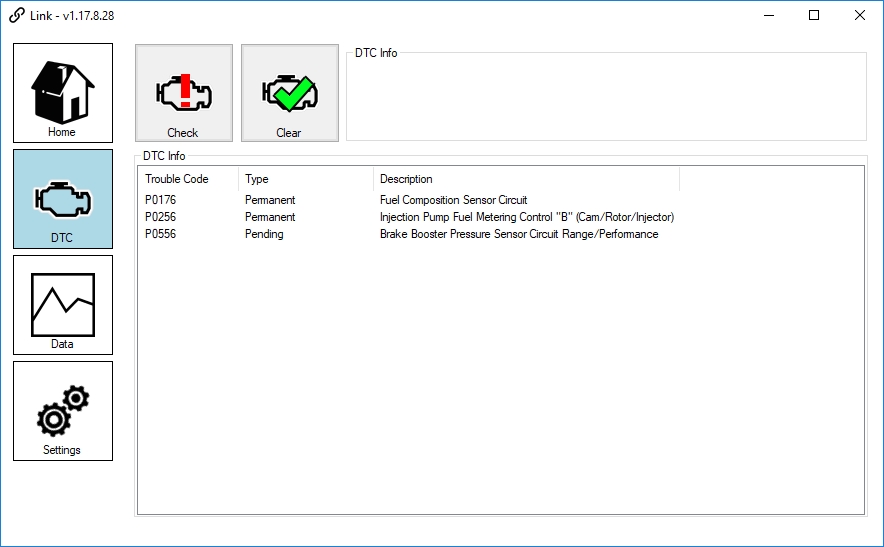 Link - v1.17.8.28
Home
DTC
Data
Settings
Check
Clear
DTC Info
DTC Info
Trouble Code Type Description
P0176 Permanent Fuel Composition Sensor Circuit
P0256 Permanent Injection Pump Fuel Metering Control "B" (Cam/Rotor/Injector)
P0556 Pending Brake Booster Pressure Sensor Circuit Range/Performance